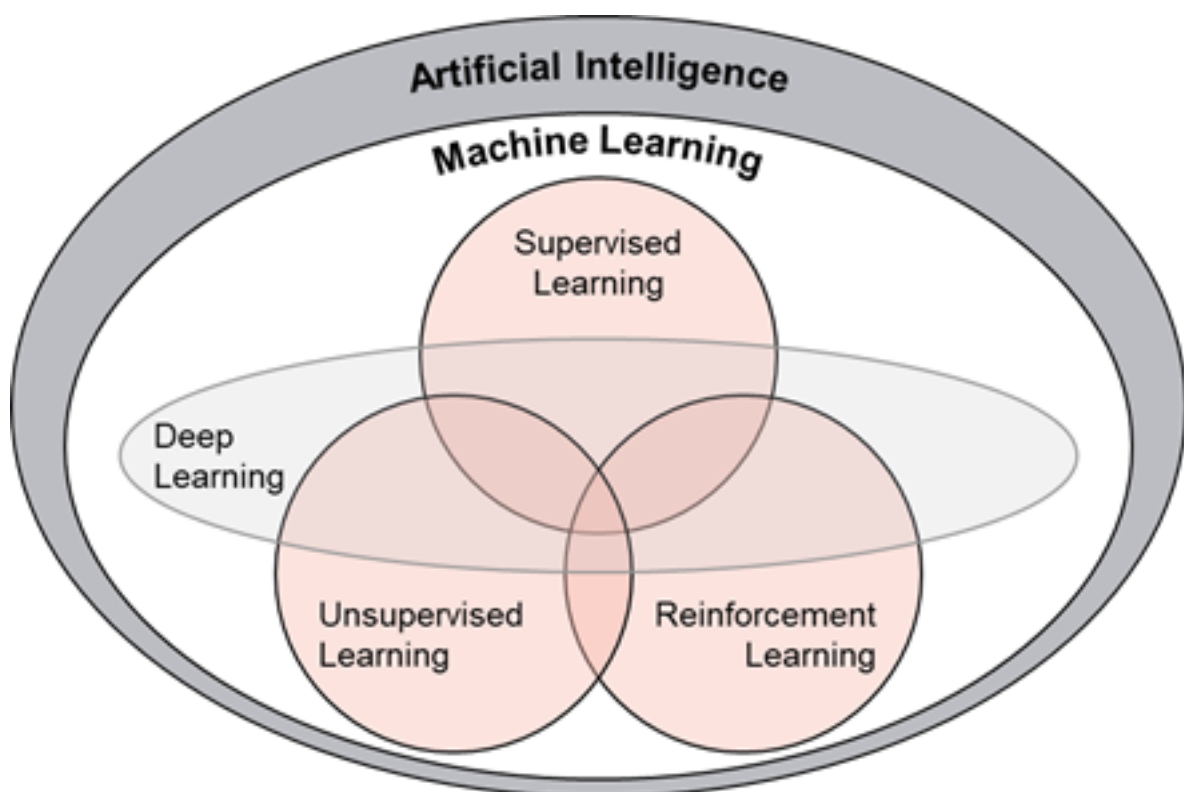 Artificial Intelligence
Machine Learning
Supervised
Learning
Deep
Learning
Unsupervised
Learning
Reinforcement
Learning